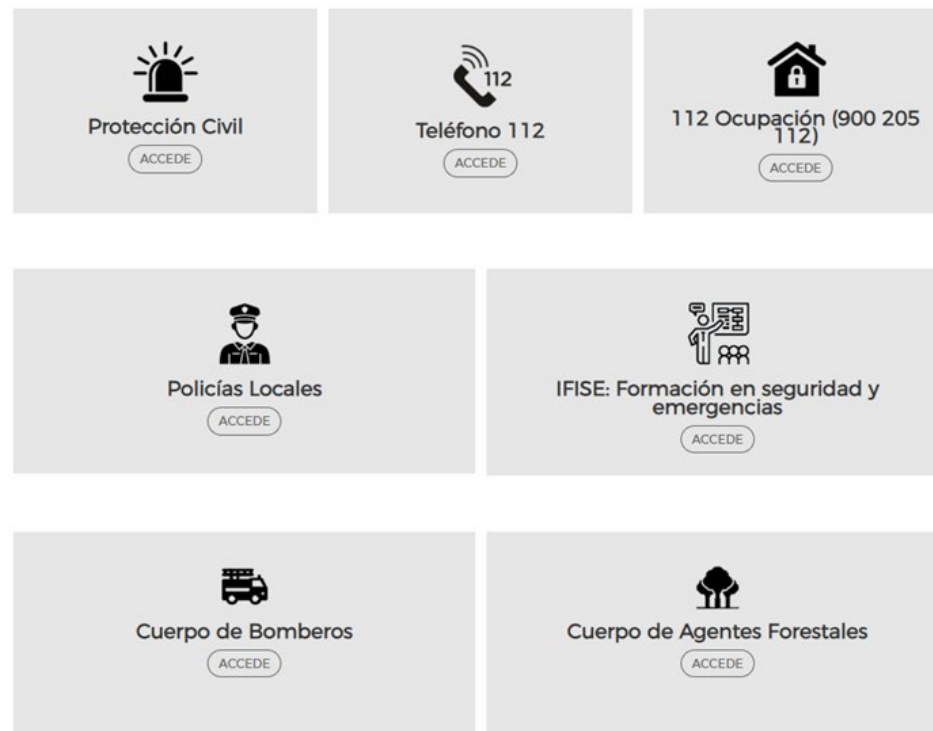 Protección Civil
ACCEDE
112
Teléfono 112
ACCEDE
112 Ocupación (900 205
112)
ACCEDE
Policías Locales
ACCEDE
IFISE: Formación en seguridad y
emergencias
ACCEDE
Cuerpo de Bomberos
ACCEDE
Cuerpo de Agentes Forestales
ACCEDE